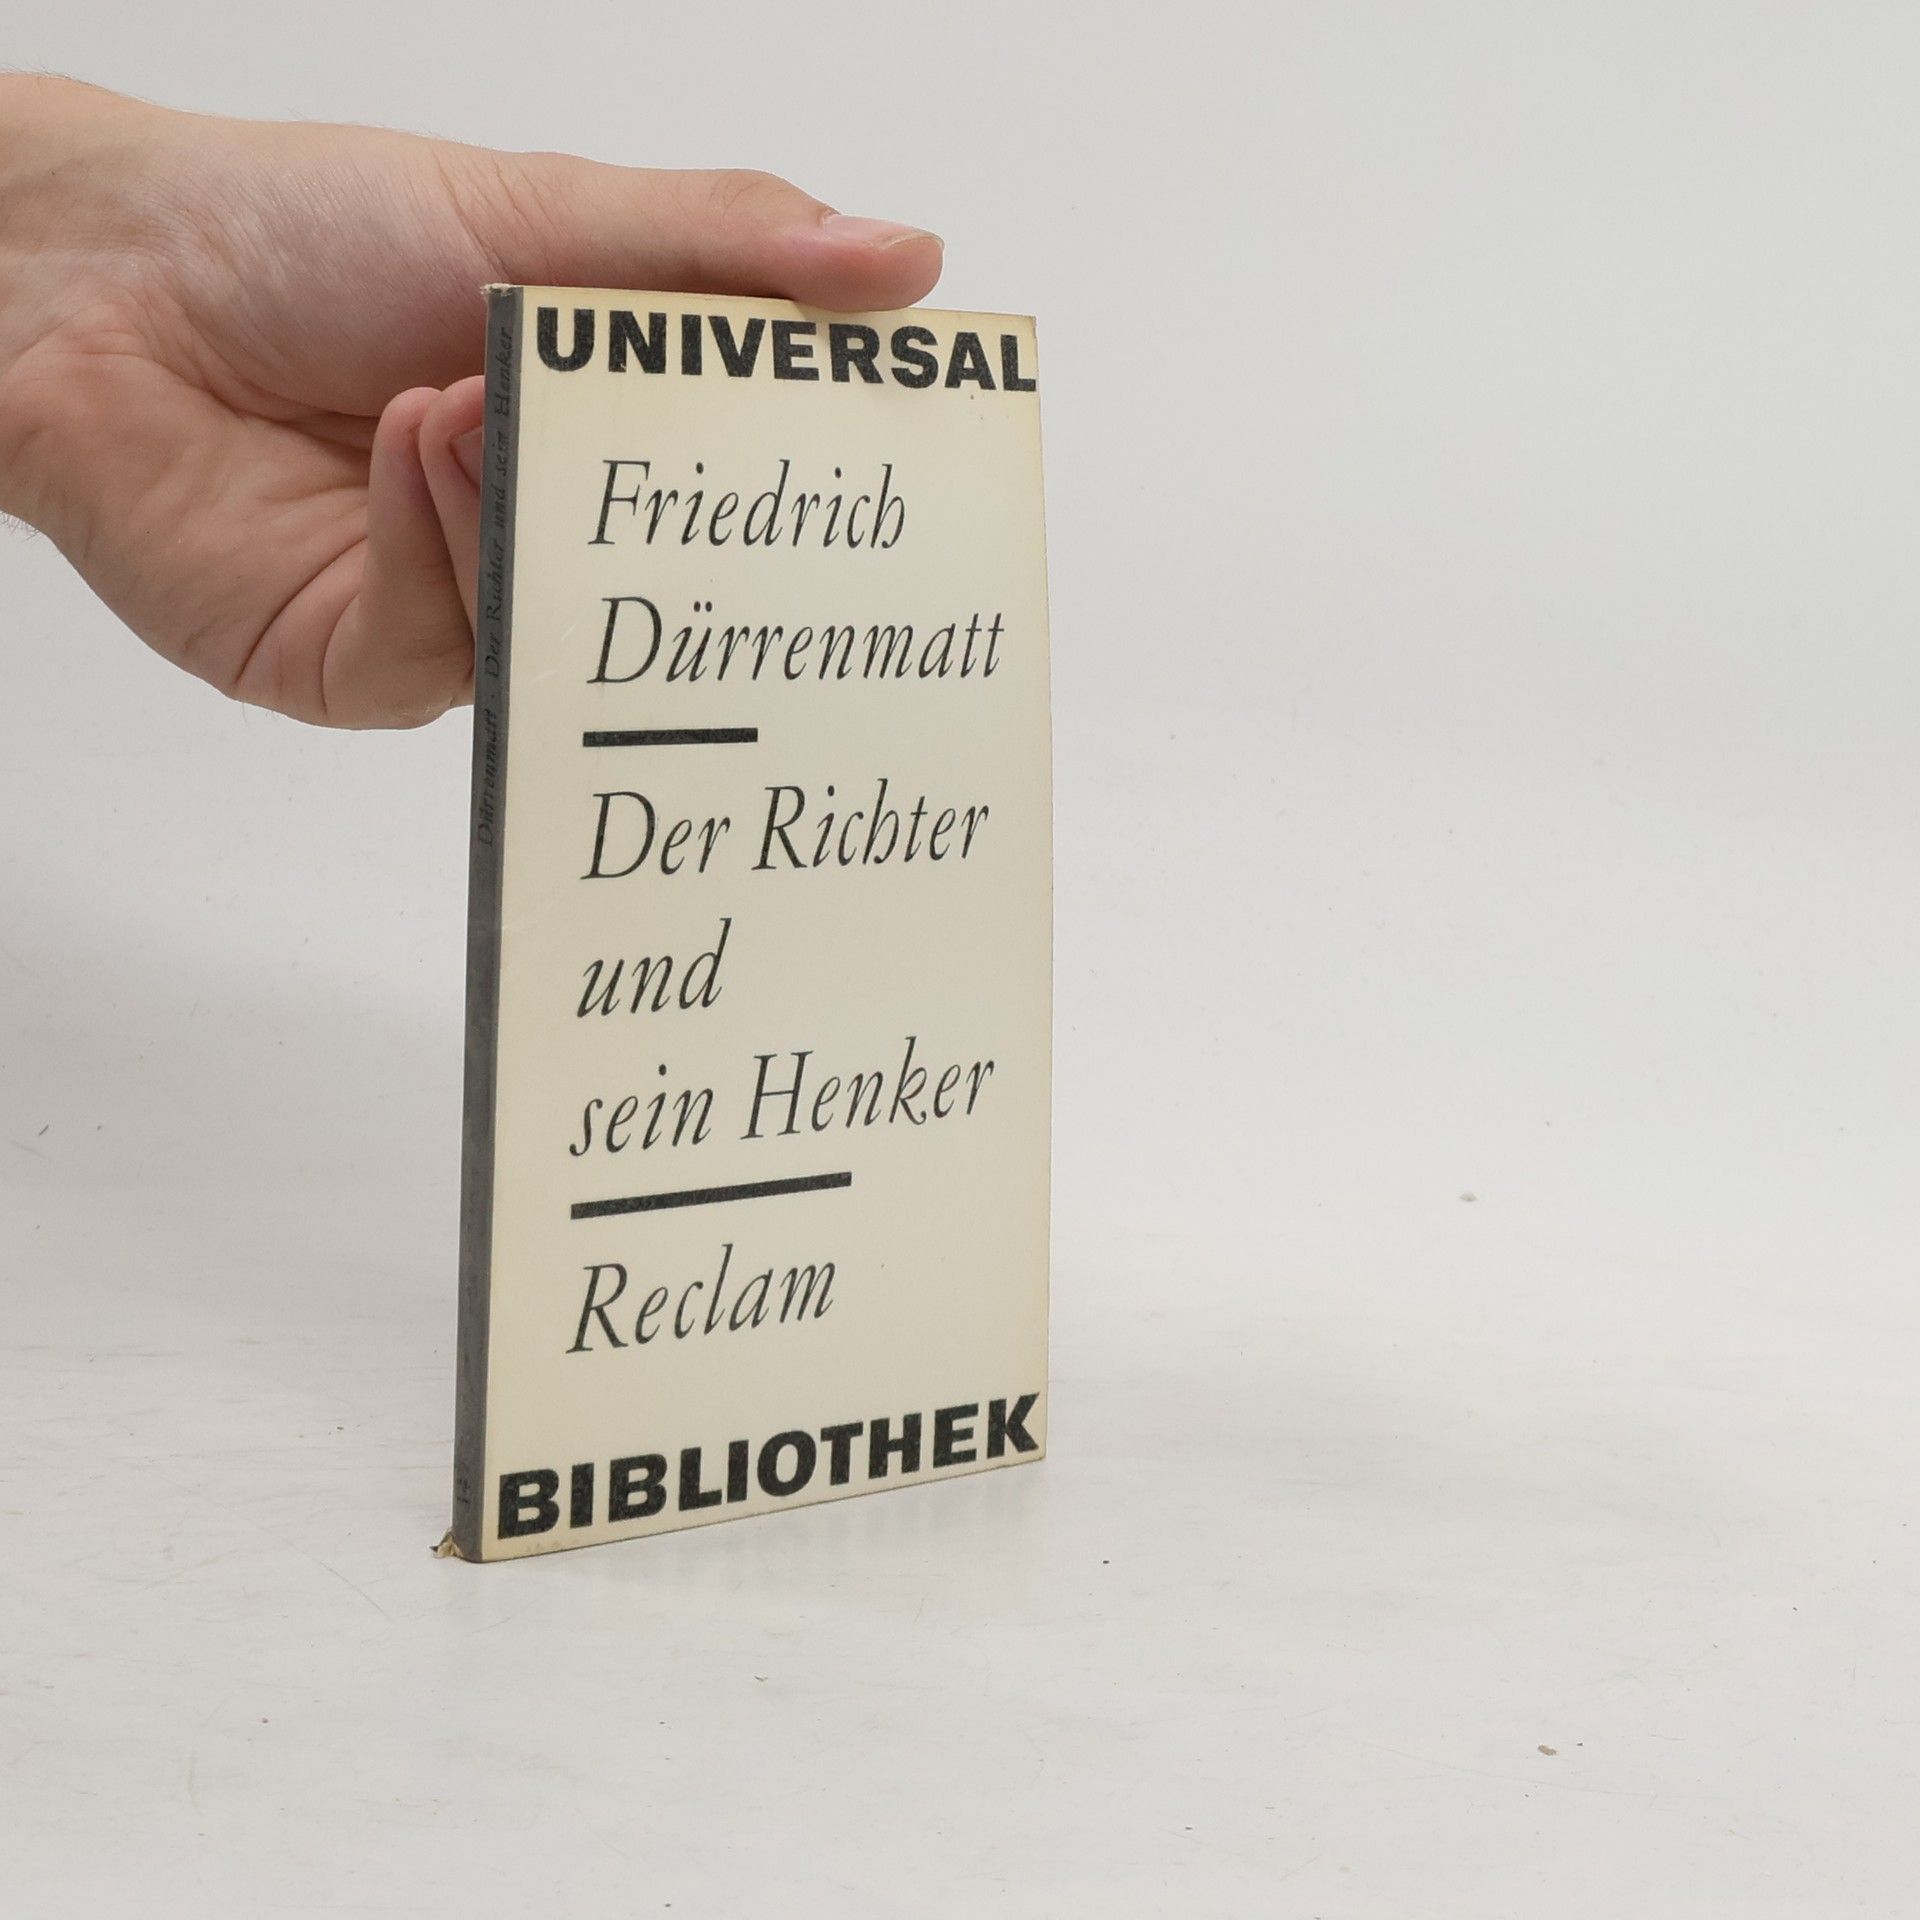 UNIVERSAL
Friedrich
Dürrenmatt
Der Richter
und
sein Henker
Reclam
BIBLIOTHEK
Dürrenmatt · Der Richter und sein Henker